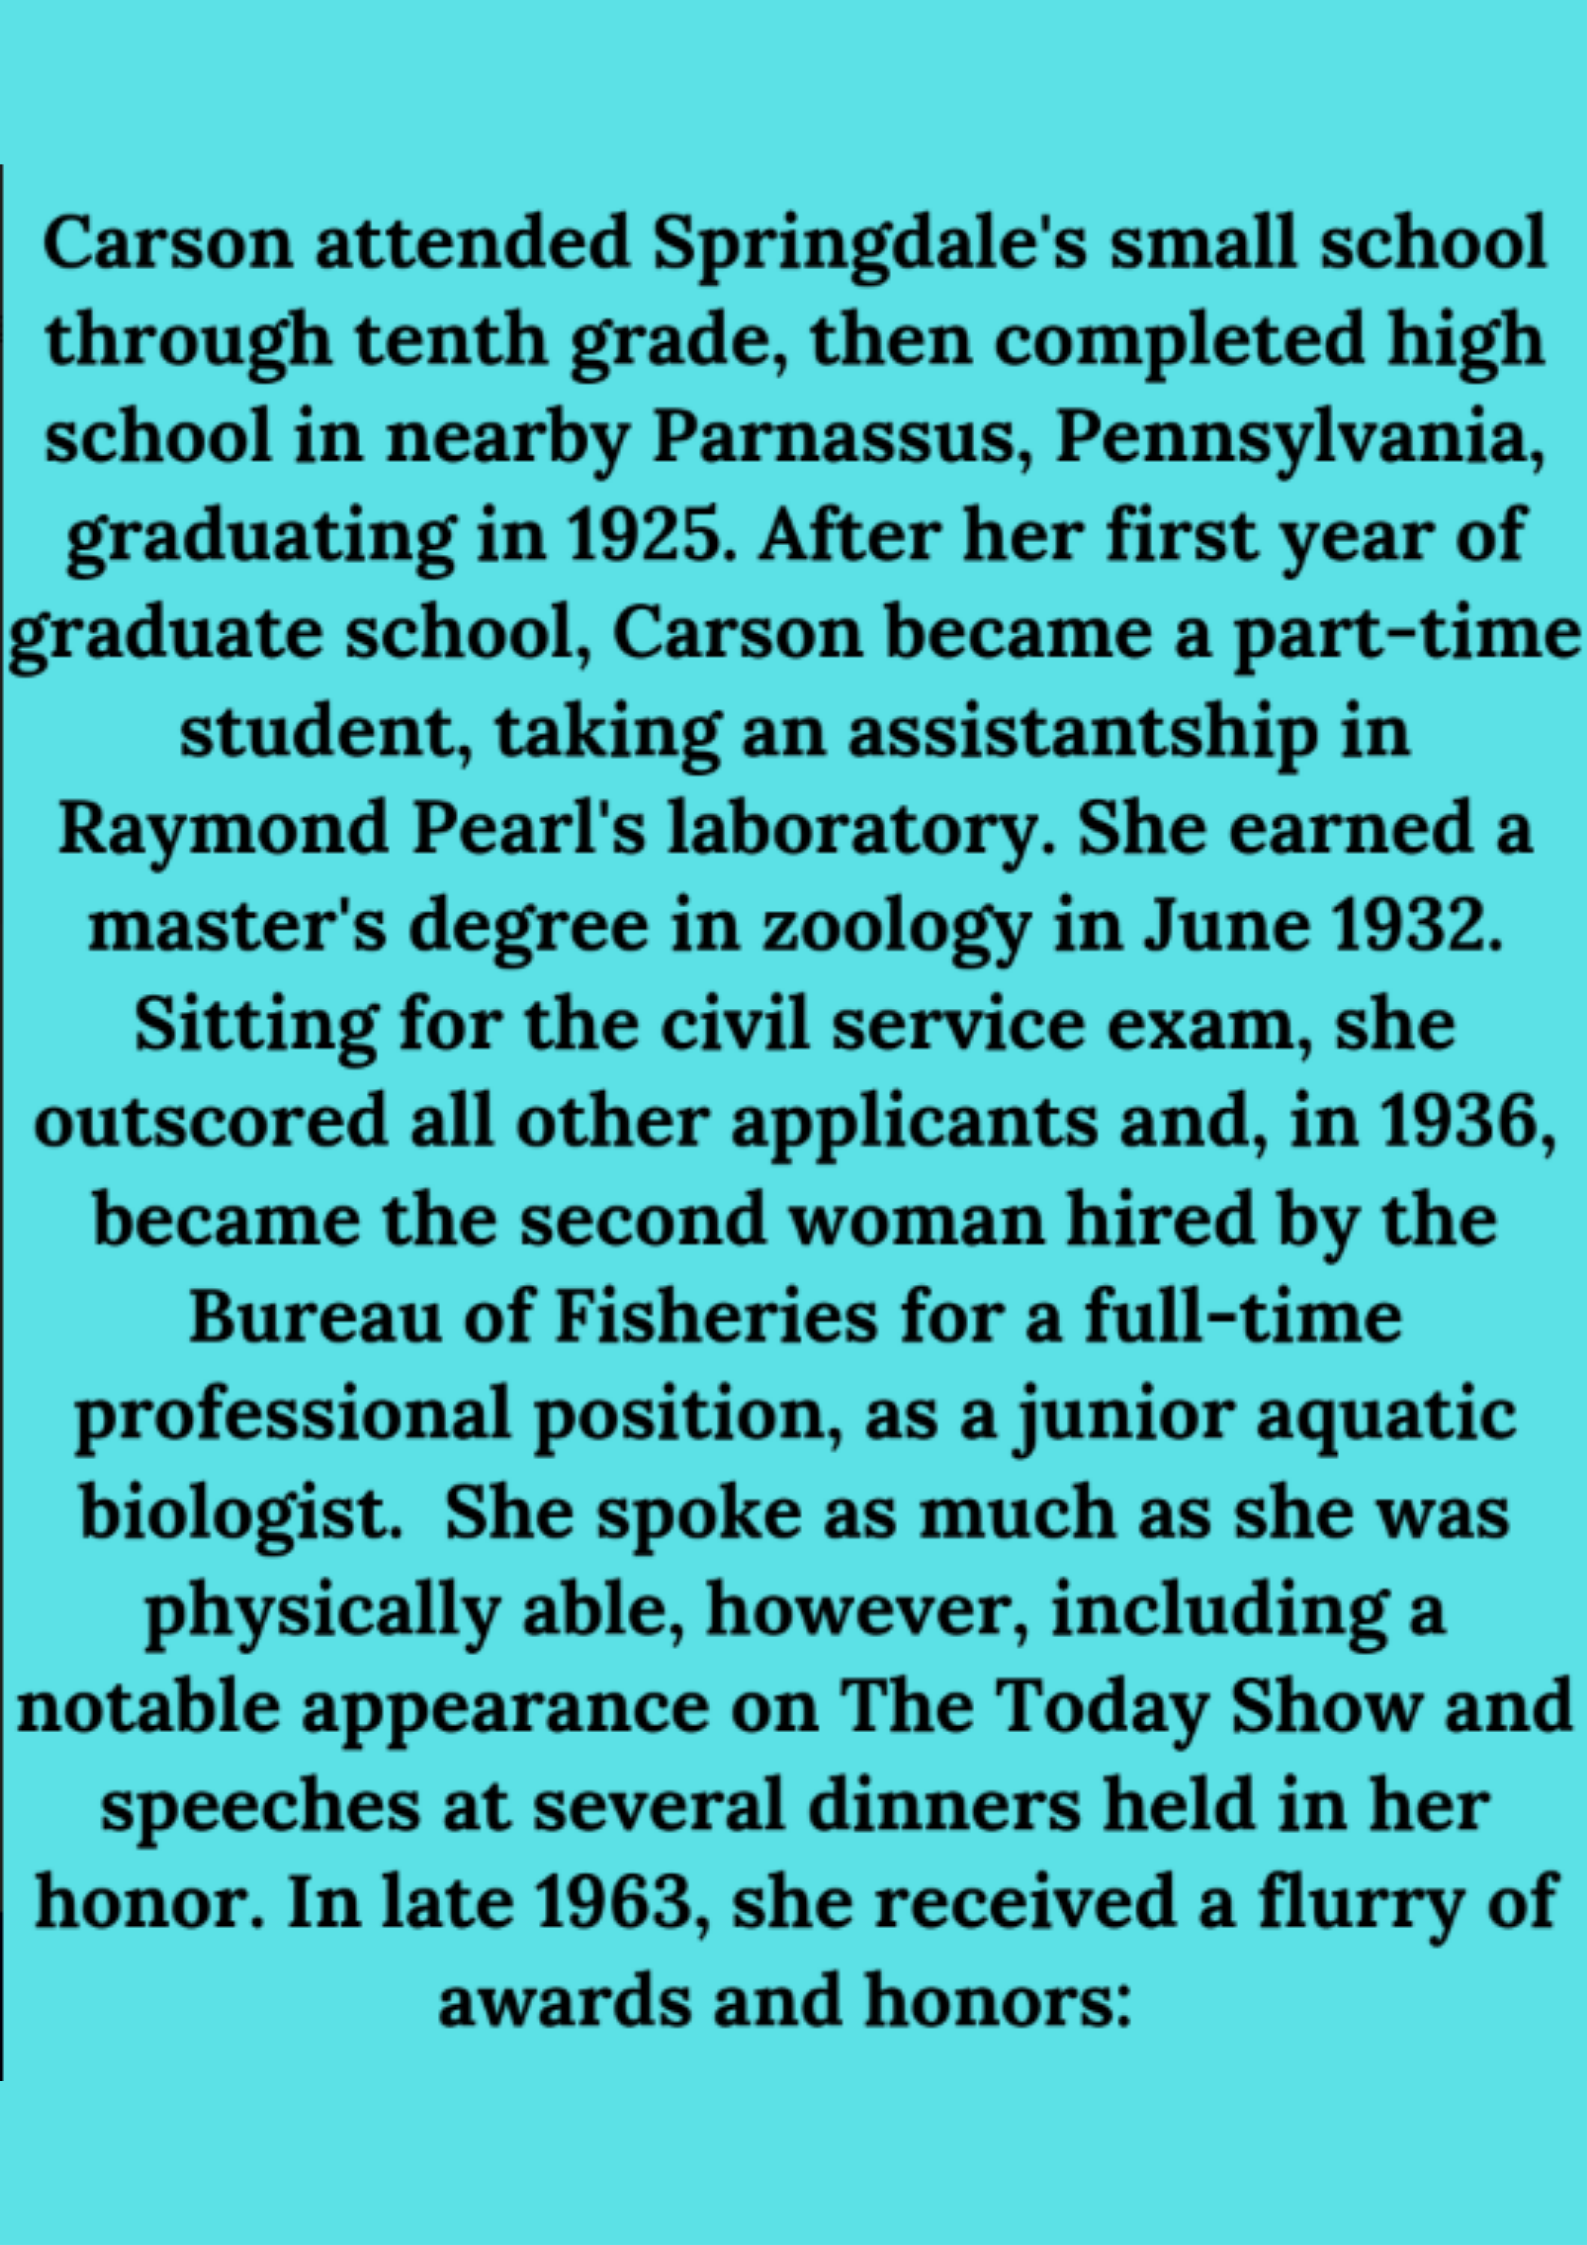 Carson attended Springdale's small school
through tenth grade, then completed high
school in nearby Parnassus, Pennsylvania,
graduating in 1925. After her first year of
graduate school, Carson became a part-time
student, taking an assistantship in
Raymond Pearl's laboratory. She earned a
master's degree in zoology in June 1932.
Sitting for the civil service exam, she
outscored all other applicants and, in 1936,
became the second woman hired by the
Bureau of Fisheries for a full-time
professional position, as a junior aquatic
biologist.  She spoke as much as she was
physically able, however, including a
notable appearance on The Today Show and
speeches at several dinners held in her
honor. In late 1963, she received a flurry of
awards and honors: